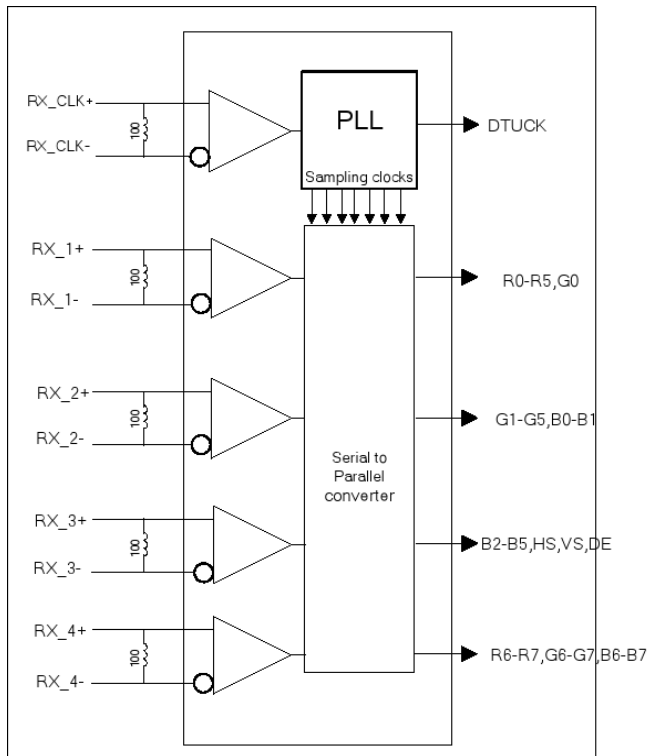 RX_CLK+
100
RX_CLK-
PLL
Sampling clocks
DTUCK
RX_1+
100
RX_1-
R0-R5,G0
RX_2+
100
RX_2-
G1-G5,B0-B1
Serial to
Parallel
converter
RX_3+
100
RX_3-
B2-B5,HS,VS,DE
RX_4+
100
RX_4-
R6-R7,G6-G7,B6-B7